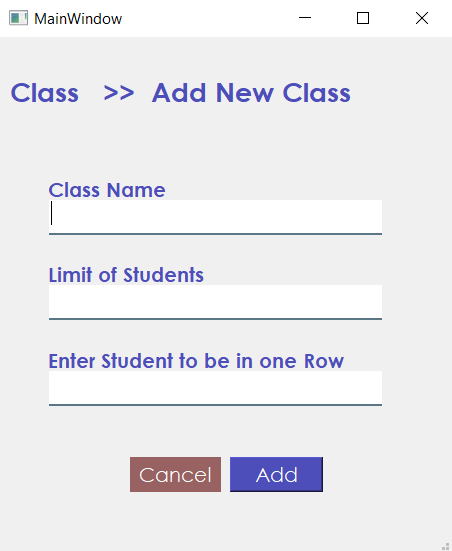 MainWindow
Class >> Add New Class
Class Name
Limit of Students
Enter Student to be in one Row
Cancel Add